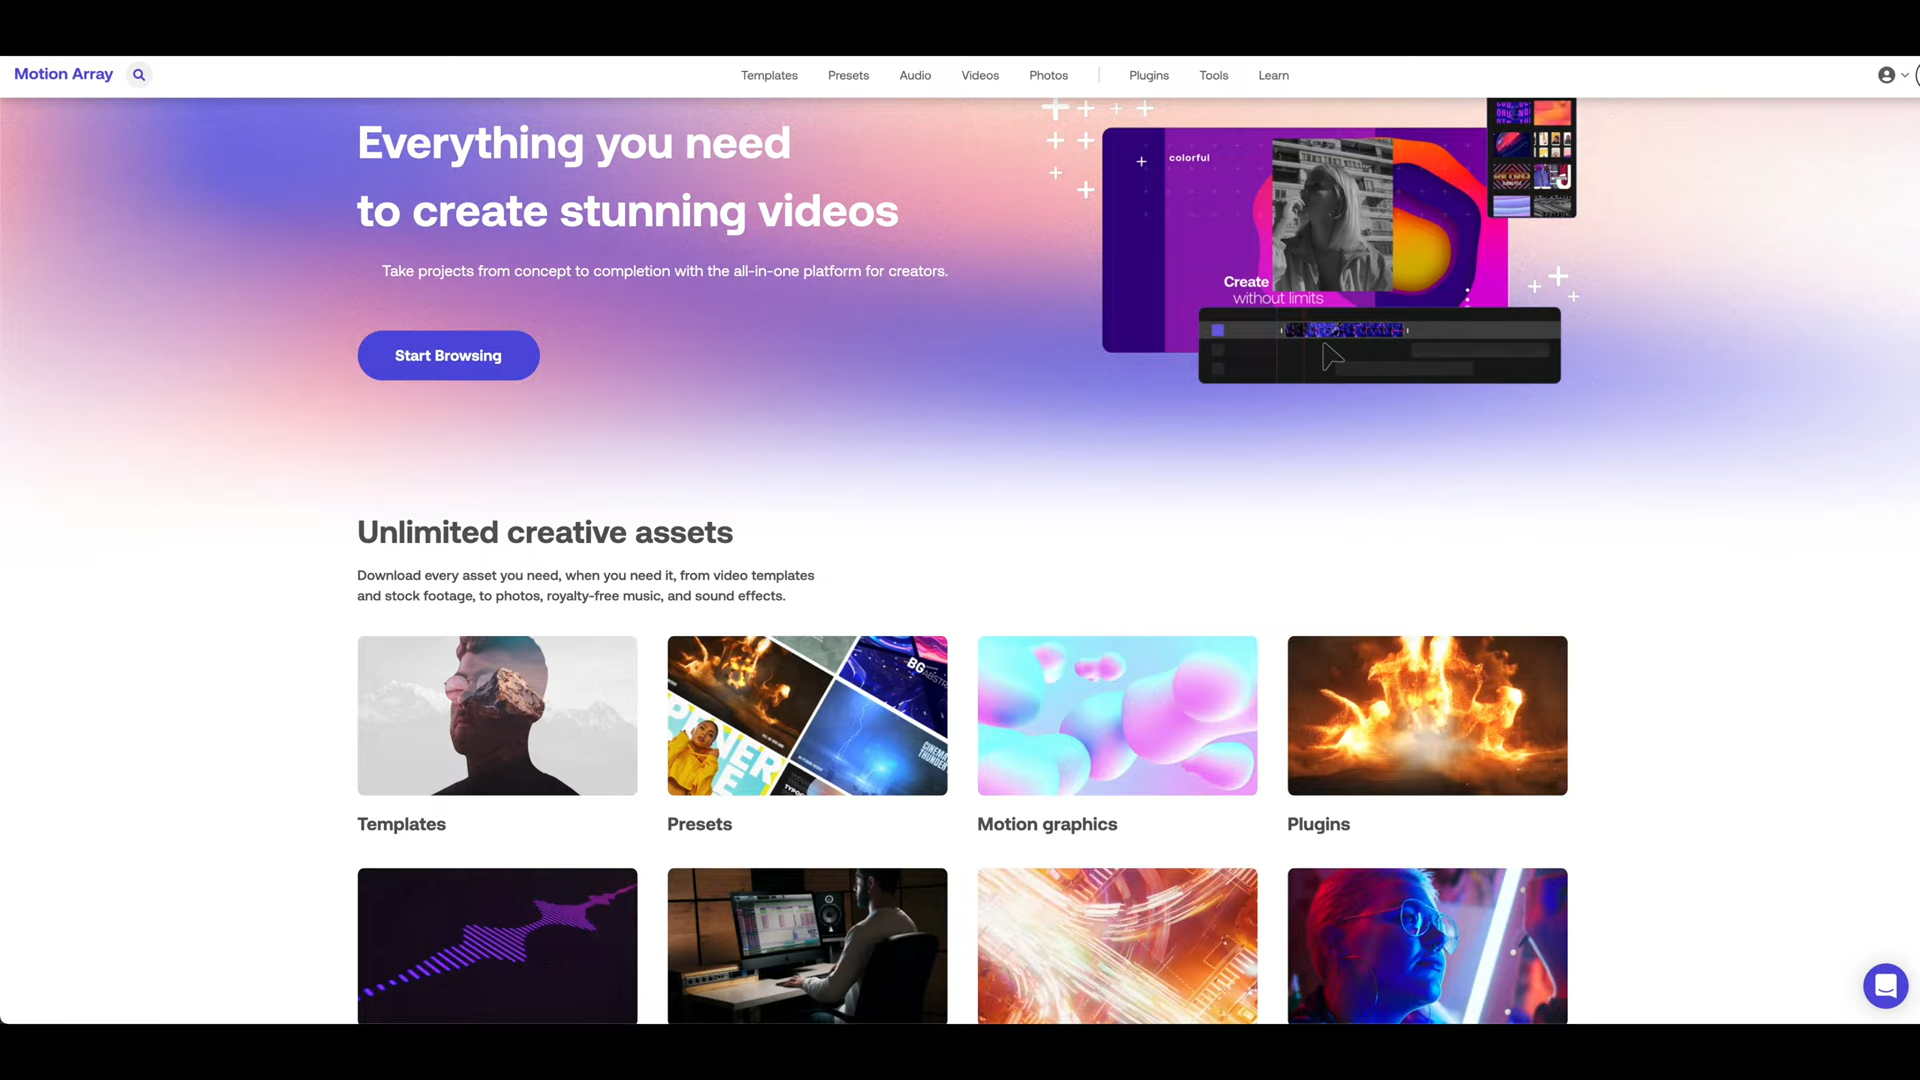 Motion Array
Templates Presets Audio Videos Photos Plugins Tools Learn
Everything you need
to create stunning videos
Take projects from concept to completion with the all-in-one platform for creators.
Start Browsing
colorful
Create
without limits
Unlimited creative assets
Download every asset you need, when you need it, from video templates
and stock footage, to photos, royalty-free music, and sound effects.
BG
Templates
Presets
Motion graphics
Plugins